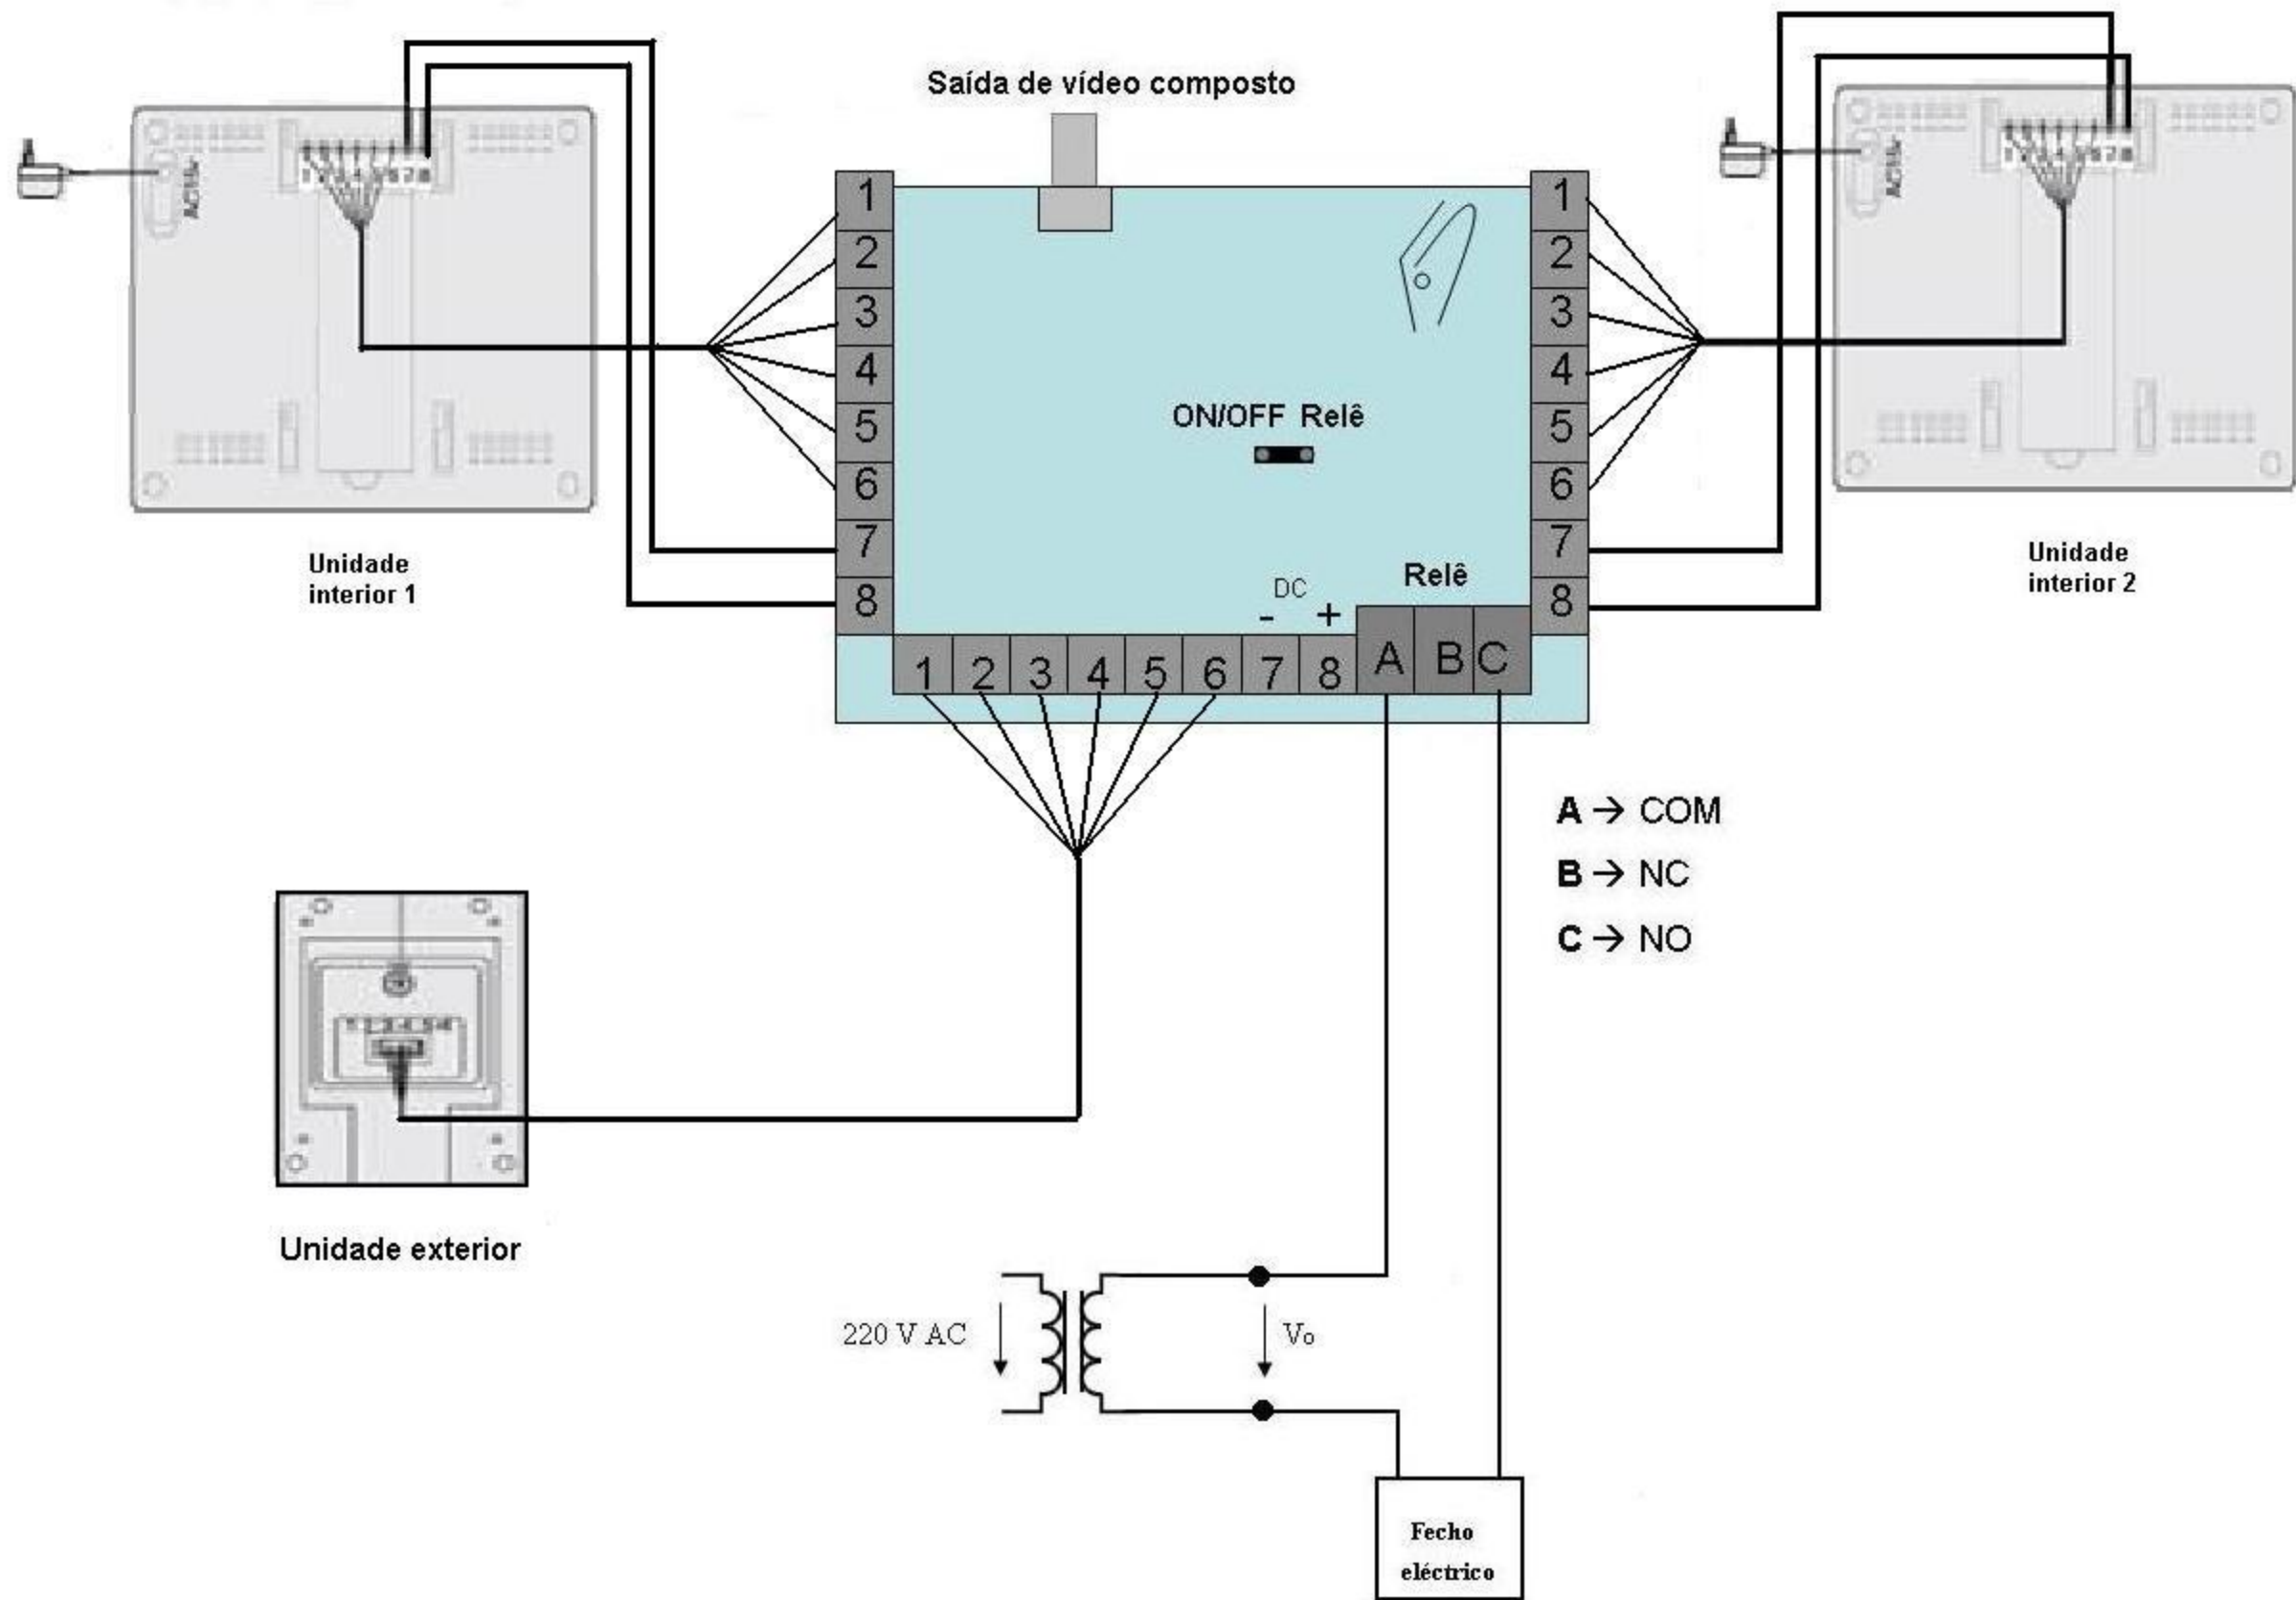 Saída de vídeo composto
1
2
3
4
5
6
7
8
1
2
3
4
5
6
7
8
ON/OFF Relê
Relê
DC
- +
1 2 3 4 5 6 7 8 A B C
Unidade
interior 1
Unidade
interior 2
A → COM
B → NC
C → NO
Unidade exterior
220 V AC
Vo
Fecho
eléctrico